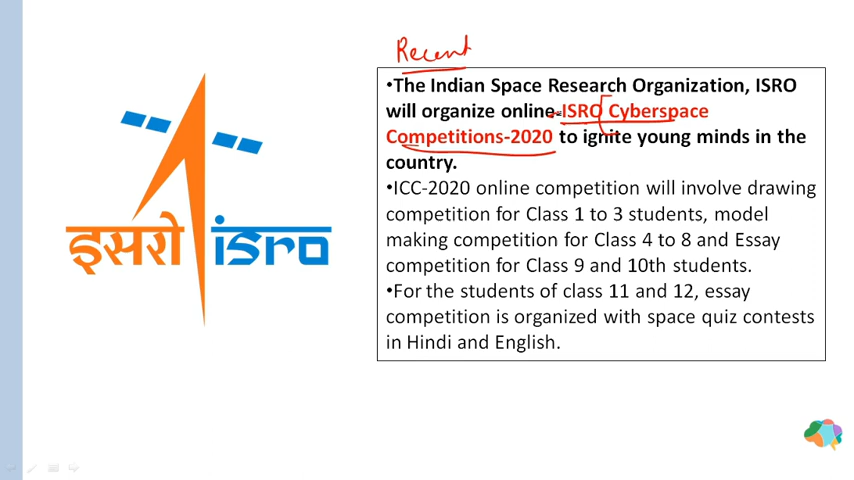 Recent
•The Indian Space Research Organization, ISRO
will organize online-ISRO Cyberspace
Competitions-2020 to ignite young minds in the
country.
•ICC-2020 online competition will involve drawing
competition for Class 1 to 3 students, model
making competition for Class 4 to 8 and Essay
competition for Class 9 and 10th students.
•For the students of class 11 and 12, essay
competition is organized with space quiz contests
in Hindi and English.
इसरो isro